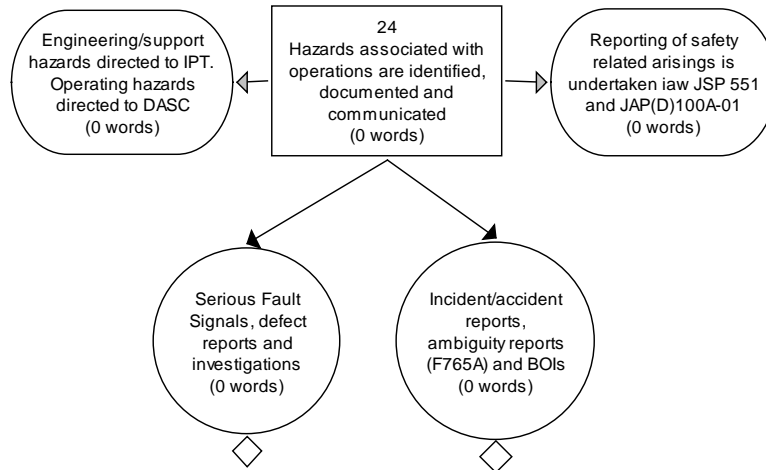 Engineering/support
hazards directed to IPT.
Operating hazards
directed to DASC
(0 words)
24
Hazards associated with
operations are identified,
documented and
communicated
(0 words)
Reporting of safety
related arisings is
undertaken iaw JSP 551
and JAP(D)100A-01
(0 words)
Serious Fault
Signals, defect
reports and
investigations
(0 words)
Incident/accident
reports,
ambiguity reports
(F765A) and BOIs
(0 words)